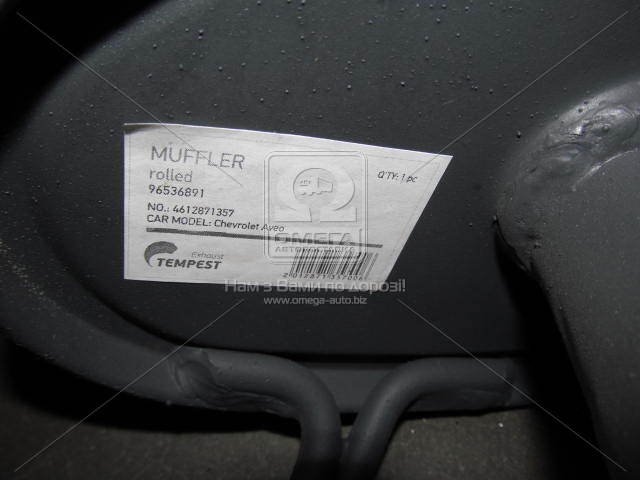 MUFFLER
rolled
96536891
Q'TY: 1 pc
NO.: 4612871357
CAR MODEL: Chevrolet Aveo
Exhaust
TEMPEST
OMEGA
Нам з Вами по дорозі!
www.omega-auto.biz